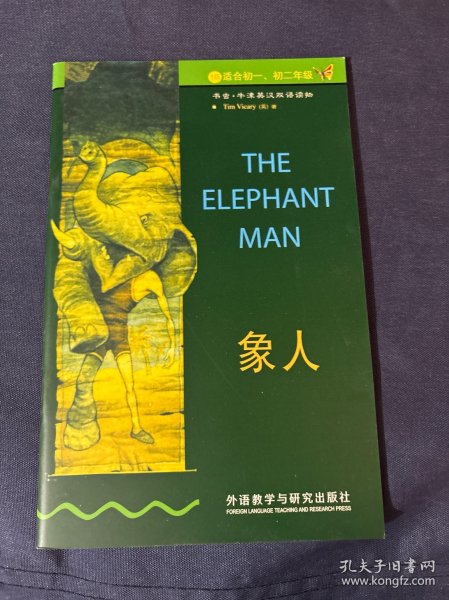 1级 适合初一、初二年级
书虫·牛津英汉双语读物
Tim Vicary (英) 著
THE
ELEPHANT
MAN
象人
外语教学与研究出版社
FOREIGN LANGUAGE TEACHING AND RESEARCH PRESS
孔夫子旧书网
www.kongfz.com